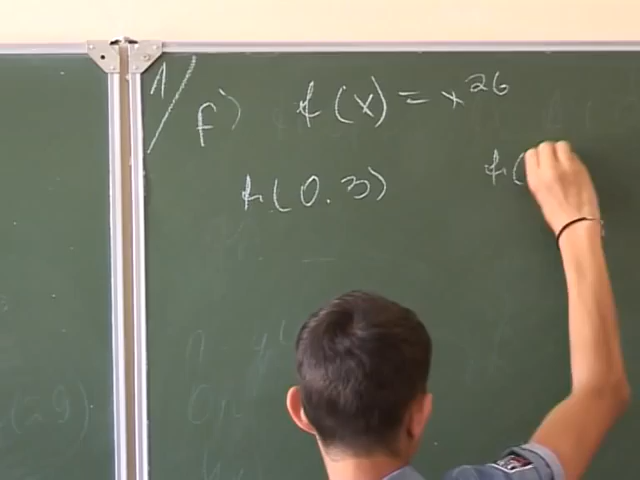 1/ f) f(x) = x^26
f(0.3) f(